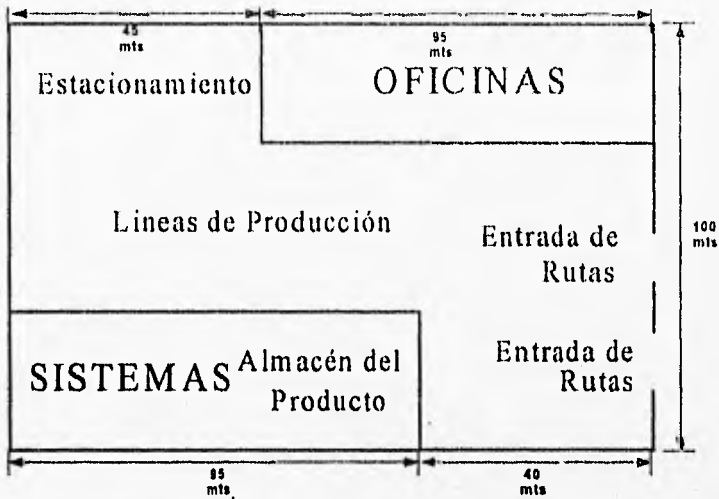 45
mts
95
mts
Estacionamiento
OFICINAS
Lineas de Producción
Entrada de
Rutas
100
mts
SISTEMAS
Almacén del
Producto
Entrada de
Rutas
mts.
40
mts